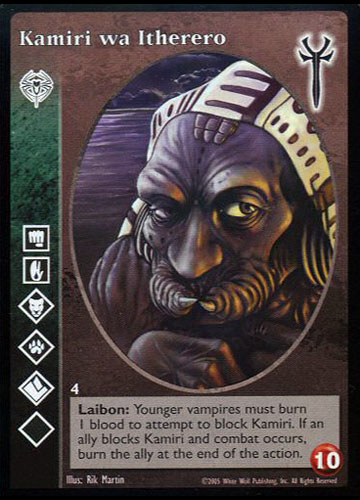 Kamiri wa Itherero
4
Laibon: Younger vampires must burn
1 blood to attempt to block Kamiri. If an
ally blocks Kamiri and combat occurs,
burn the ally at the end of the action.
10
Illus: Rik Martin
©2005 White Wolf Publishing, Inc. All Rights Reserved